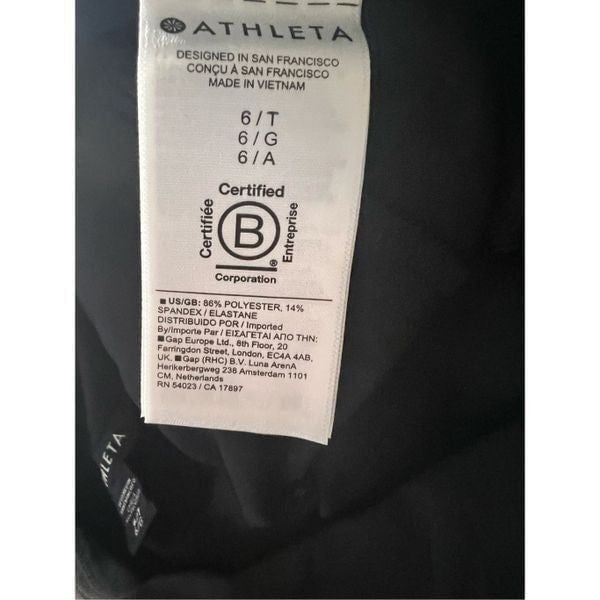 ATHLETA
DESIGNED IN SAN FRANCISCO
CONÇU À SAN FRANCISCO
MADE IN VIETNAM
6 / T
6 / G
6 / A
Certified
Certifiée
B
Entreprise
®
Corporation
■ US/GB: 86% POLYESTER, 14%
SPANDEX / ELASTANE
DISTRIBUIDO POR / Imported
By/Importe Par / ΕΙΣΑΓΕΤΑΙ ΑΠΟ ΤΗΝ:
■ Gap Europe Ltd., 8th Floor, 20
Farringdon Street, London, EC4A 4AB,
UK. ■ Gap (RHC) B.V. Luna ArenA
Herikerbergweg 238 Amsterdam 1101
CM, Netherlands
RN 54023 / CA 17897
HLETA